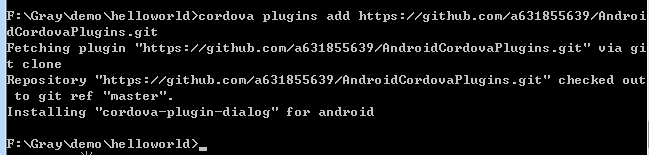 F:\Gray\demo\helloworld>cordova plugins add https://github.com/a631855639/Androi
dCordovaPlugins.git
Fetching plugin "https://github.com/a631855639/AndroidCordovaPlugins.git" via gi
t clone
Repository "https://github.com/a631855639/AndroidCordovaPlugins.git" checked out
 to git ref "master".
Installing "cordova-plugin-dialog" for android
F:\Gray\demo\helloworld>_